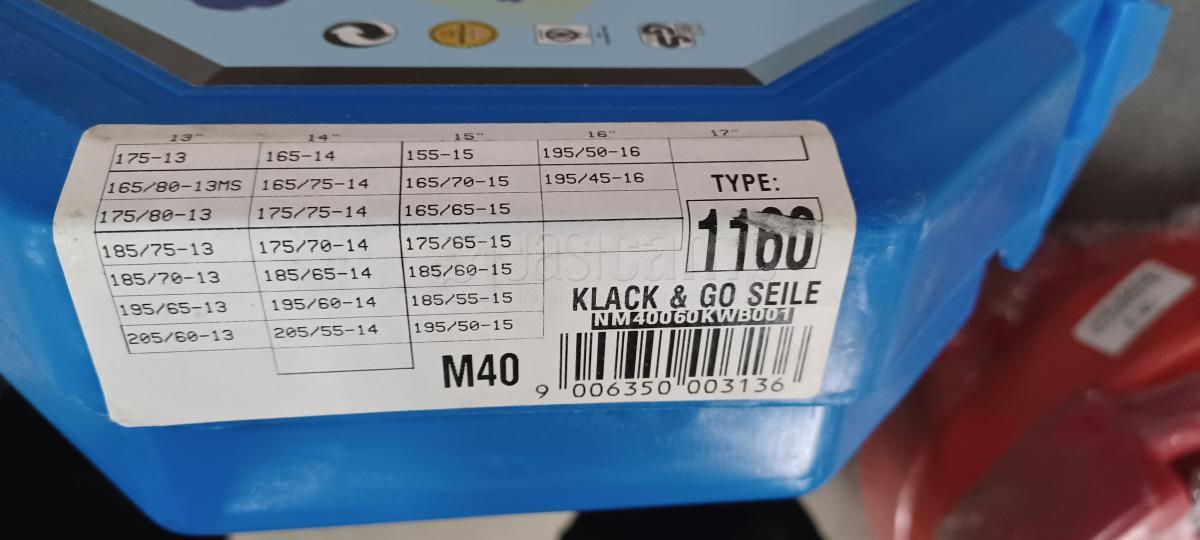 13" 14" 15" 16" 17"
175-13 165-14 155-15 195/50-16
165/80-13MS 165/75-14 165/70-15 195/45-16
175/80-13 175/75-14 165/65-15
185/75-13 175/70-14 175/65-15
185/70-13 185/65-14 185/60-15
195/65-13 195/60-14 185/55-15
205/60-13 205/55-14 195/50-15
TYPE:
1160
KLACK & GO SEILE
NM40060KWB001
M40
9 006350 003136